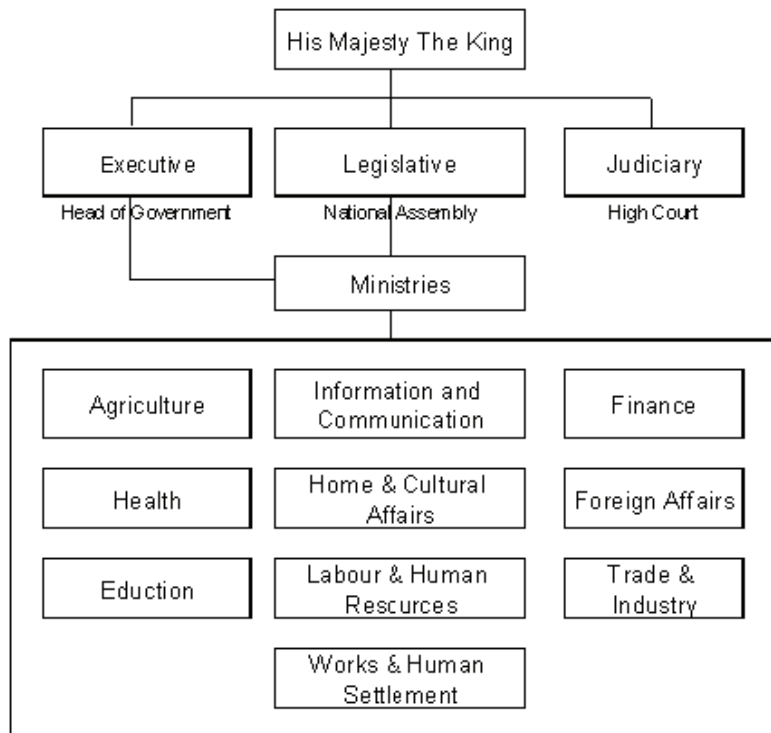 His Majesty The King
Executive
Legislative
Judiciary
Head of Government
National Assembly
High Court
Ministries
Agriculture
Information and
Communication
Finance
Health
Home & Cultural
Affairs
Foreign Affairs
Eduction
Labour & Human
Rescurces
Trade &
Industry
Works & Human
Settlement